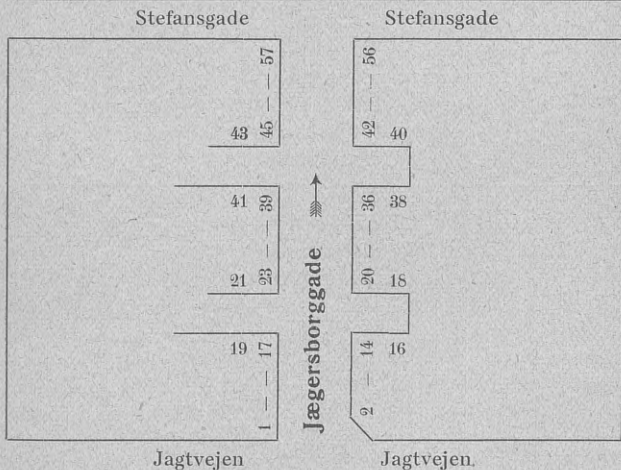 Stefansgade
Stefansgade
45 — — 57
42 — — 56
43
40
41
38
23 — — 39
20 — — 36
21
18
Jægersborggade
19
16
1 — — 17
2 — 14
Jagtvejen
Jagtvejen.